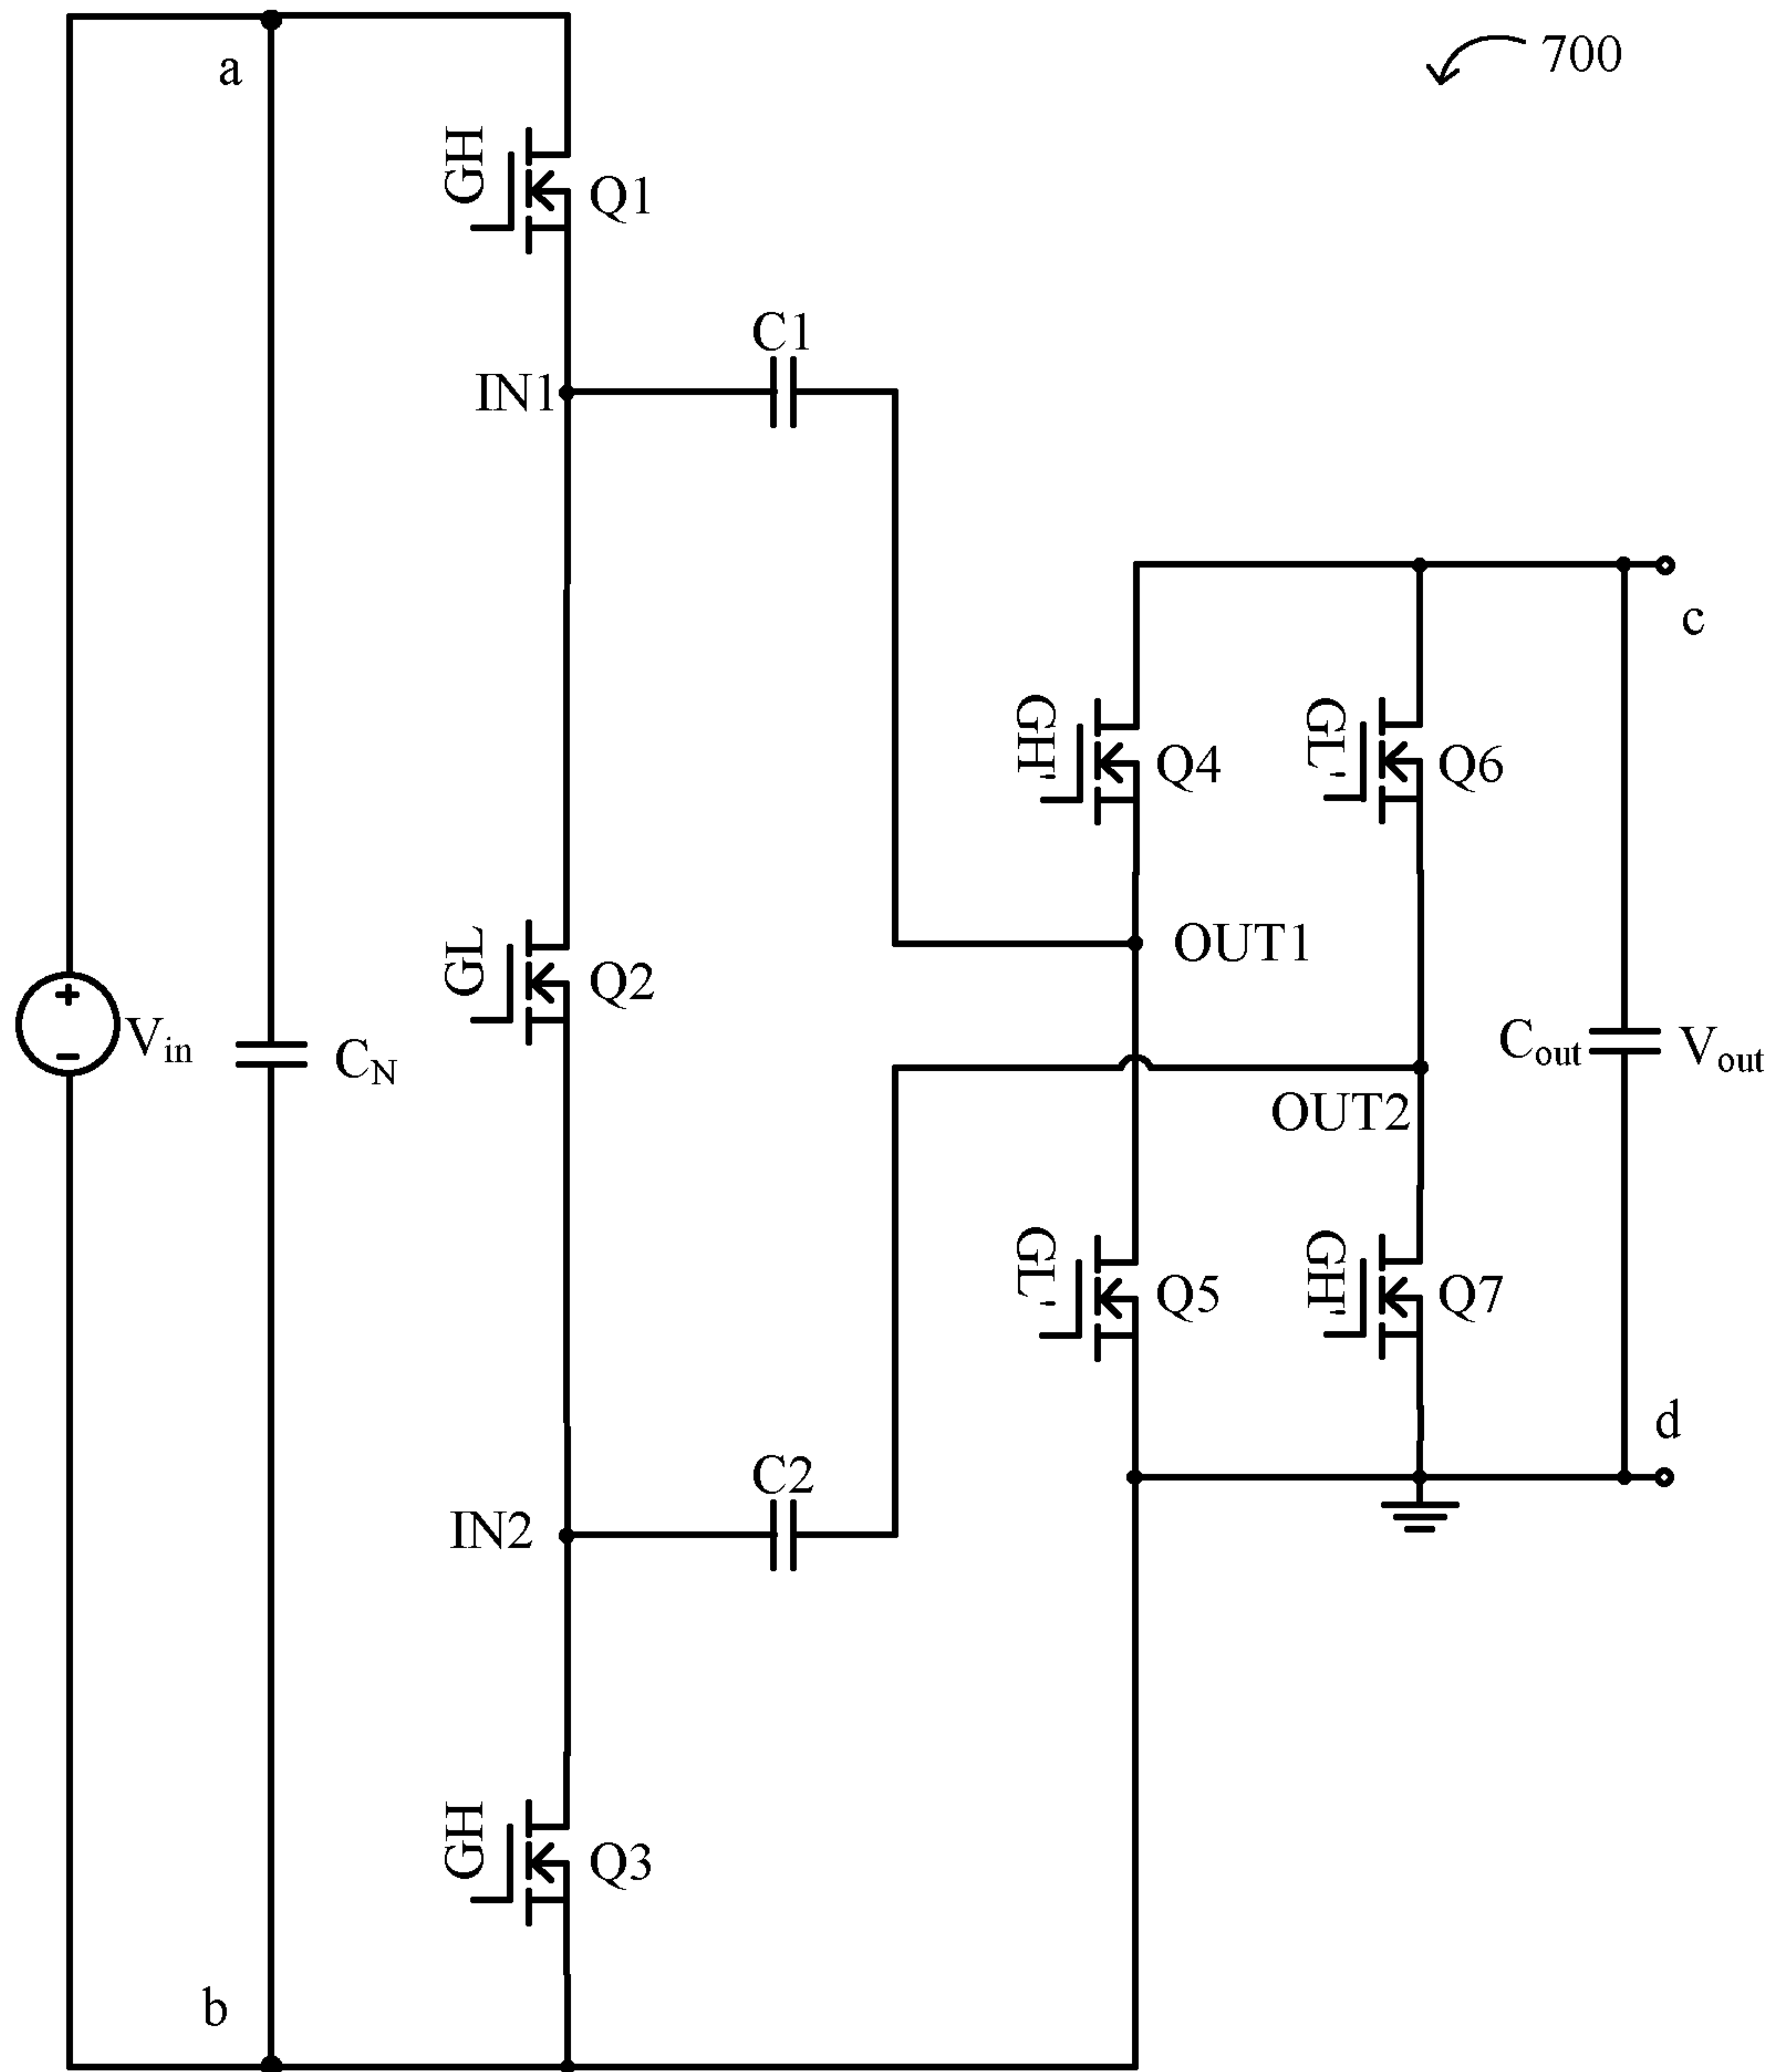 700
a
GH
Q1
C1
IN1
c
GH'
Q4
GL'
Q6
GL
Q2
OUT1
+
-
Vin
CN
Cout
Vout
OUT2
GL'
Q5
GH'
Q7
d
C2
IN2
GH
Q3
b